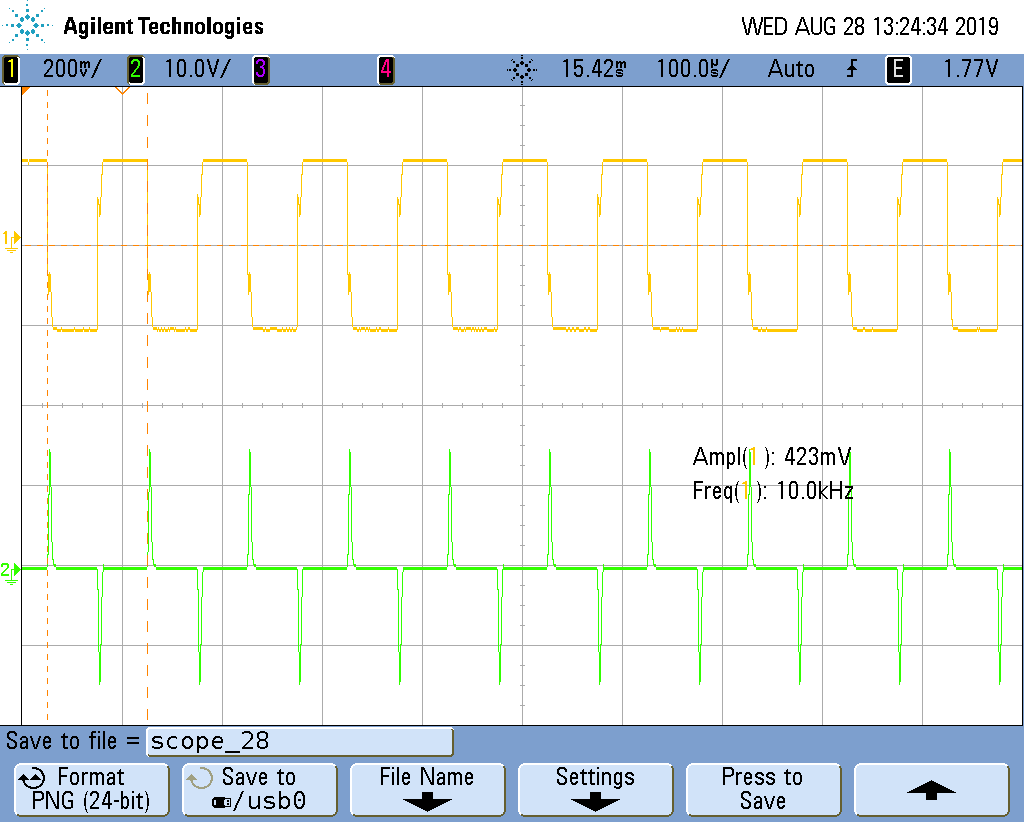 Agilent Technologies
WED AUG 28 13:24:34 2019
1 200mV/ 2 10.0V/ 3 4 15.42ms 100.0µs/ Auto E 1.77V
1
Ampl(1): 423mV
Freq(1): 10.0kHz
2
Save to file = scope_28
Format
PNG (24-bit)
Save to
/usb0
File Name
Settings
Press to
Save